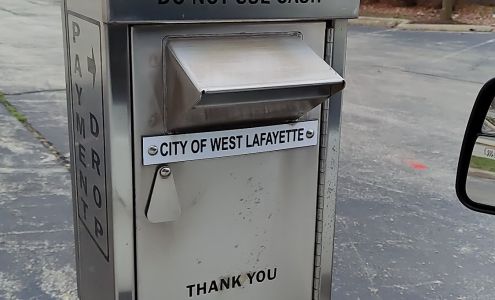 DO NOT USE CASH
PAYMENT DROP
CITY OF WEST LAFAYETTE
THANK YOU